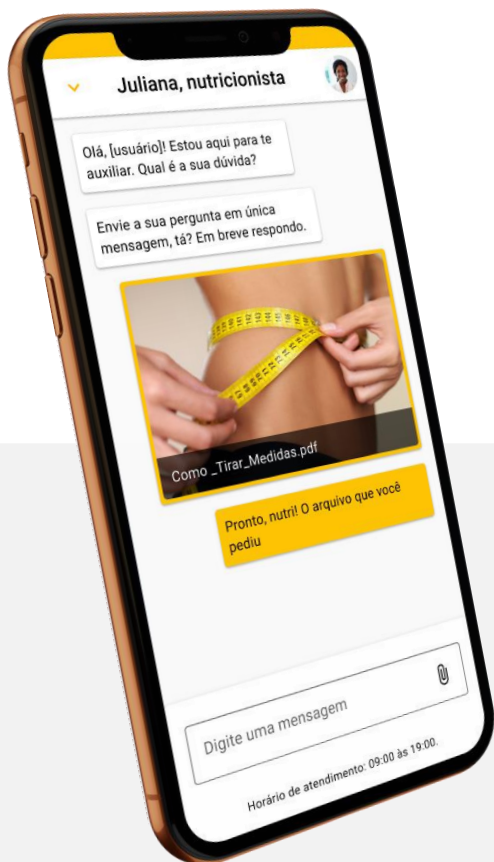 Juliana, nutricionista
Olá, [usuário]! Estou aqui para te
auxiliar. Qual é a sua dúvida?
Envie a sua pergunta em única
mensagem, tá? Em breve respondo.
Como _Tirar_Medidas.pdf
Pronto, nutri! O arquivo que você
pediu
Digite uma mensagem
Horário de atendimento: 09:00 às 19:00.